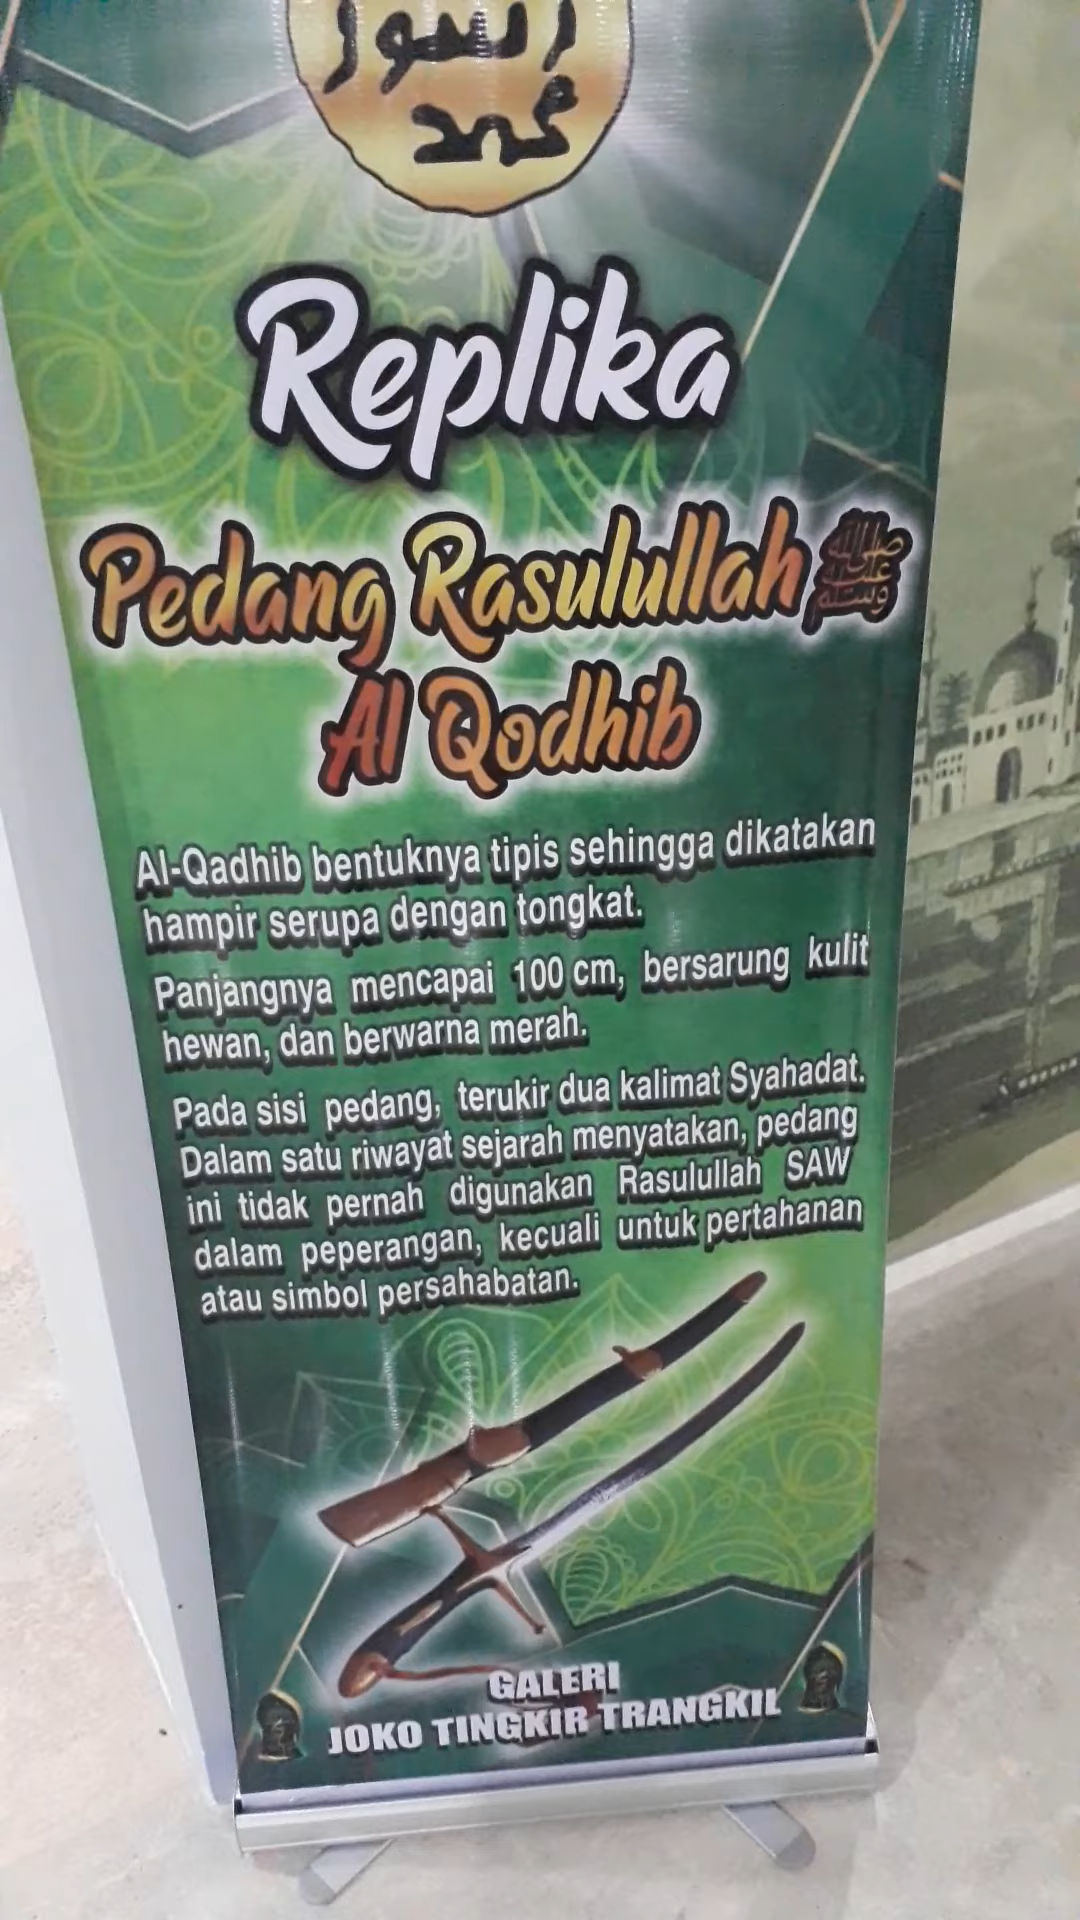 رسول
محمد
Replika
Pedang Rasulullah ﷺ
Al Qodhib
Al-Qadhib bentuknya tipis sehingga dikatakan
hampir serupa dengan tongkat.
Panjangnya mencapai 100 cm, bersarung kulit
hewan, dan berwarna merah.
Pada sisi pedang, terukir dua kalimat Syahadat.
Dalam satu riwayat sejarah menyatakan, pedang
ini tidak pernah digunakan Rasulullah SAW
dalam peperangan, kecuali untuk pertahanan
atau simbol persahabatan.
GALERI
JOKO TINGKIR TRANGKIL